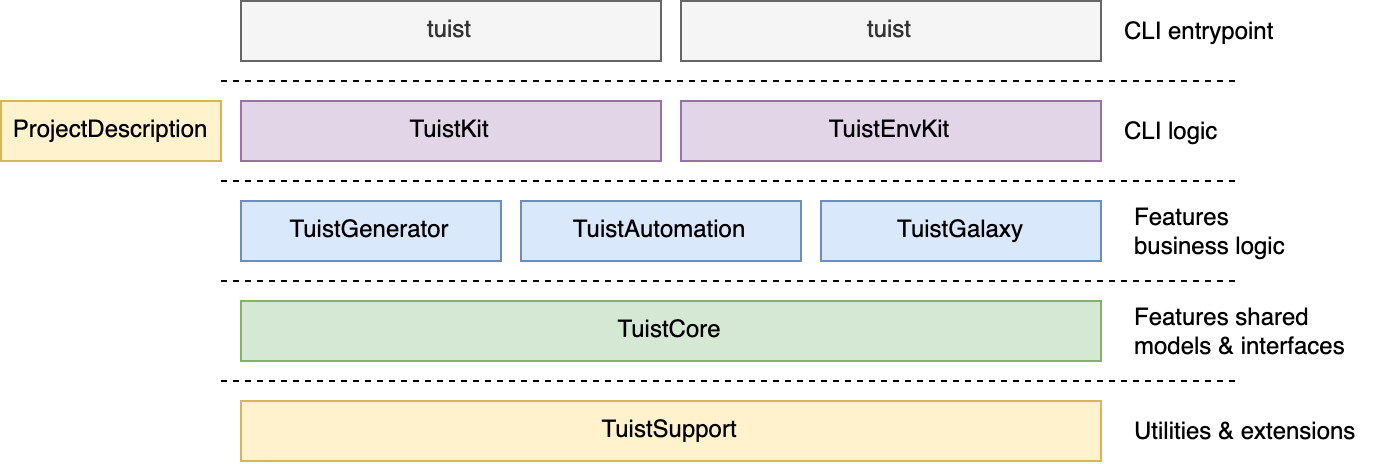 tuist
tuist
CLI entrypoint
ProjectDescription
TuistKit
TuistEnvKit
CLI logic
TuistGenerator
TuistAutomation
TuistGalaxy
Features
business logic
TuistCore
Features shared
models & interfaces
TuistSupport
Utilities & extensions